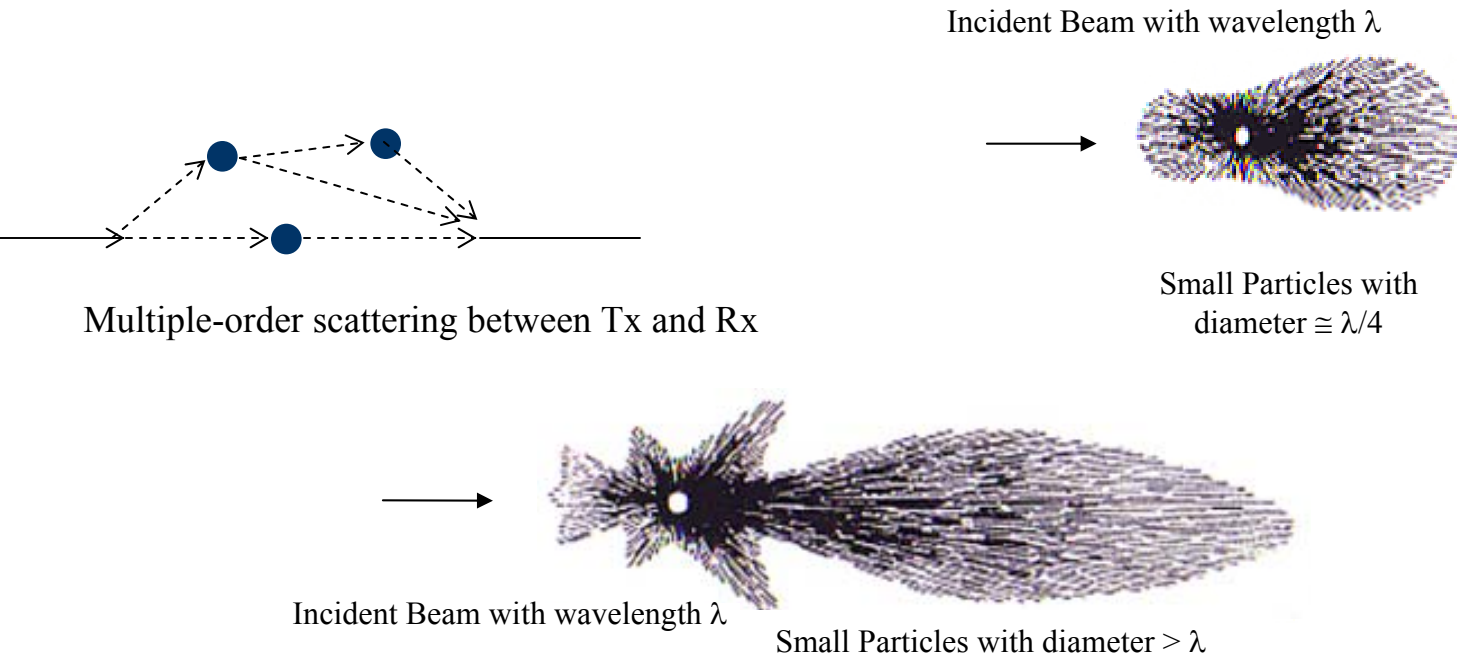 Incident Beam with wavelength λ
Multiple-order scattering between Tx and Rx
Small Particles with
diameter ≅ λ/4
Incident Beam with wavelength λ
Small Particles with diameter > λ